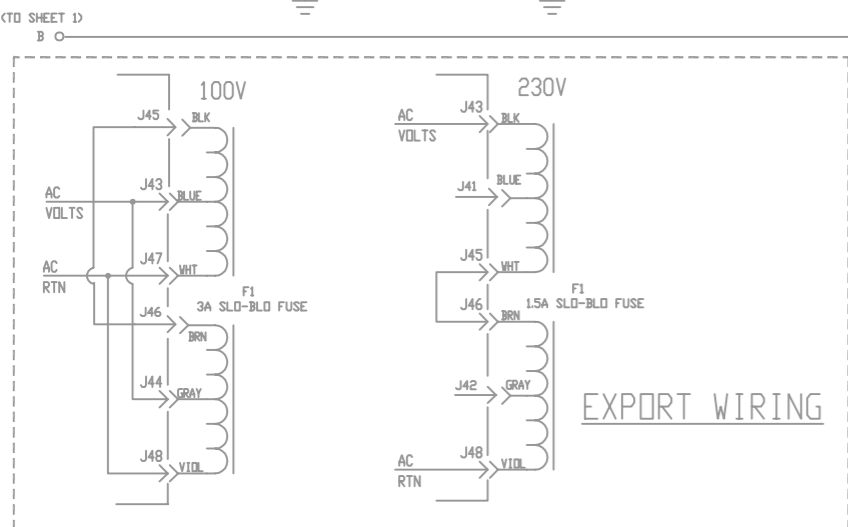 (TO SHEET 1)
B
100V
J45
BLK
J43
BLUE
AC
VOLTS
J47
WHT
AC
RTN
F1
3A SLO-BLO FUSE
J46
BRN
J44
GRAY
J48
VIOL
230V
J43
BLK
AC
VOLTS
J41
BLUE
J45
WHT
F1
1.5A SLO-BLO FUSE
J46
BRN
J42
GRAY
J48
VIOL
AC
RTN
EXPORT WIRING